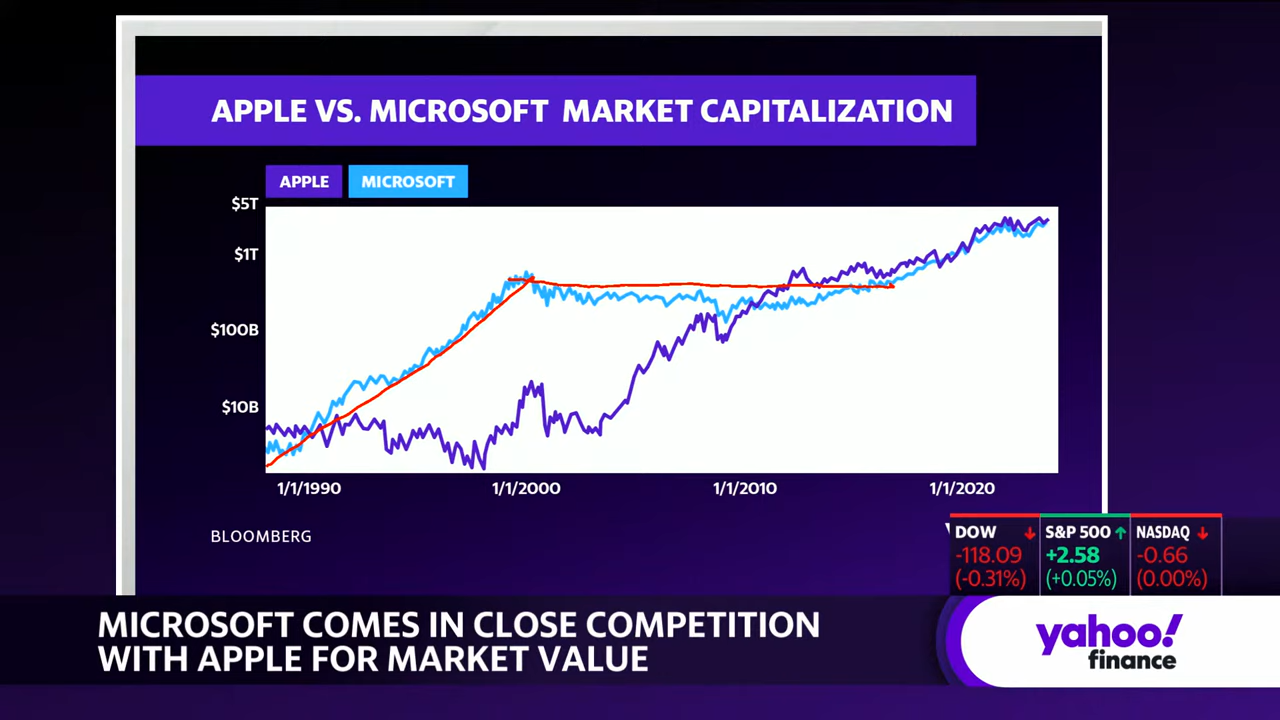 APPLE VS. MICROSOFT MARKET CAPITALIZATION
APPLE MICROSOFT
$5T
$1T
$100B
$10B
1/1/1990 1/1/2000 1/1/2010 1/1/2020
BLOOMBERG
DOW S&P 500 NASDAQ
-118.09 +2.58 -0.66
(-0.31%) (+0.05%) (0.00%)
MICROSOFT COMES IN CLOSE COMPETITION
WITH APPLE FOR MARKET VALUE
yahoo!
finance